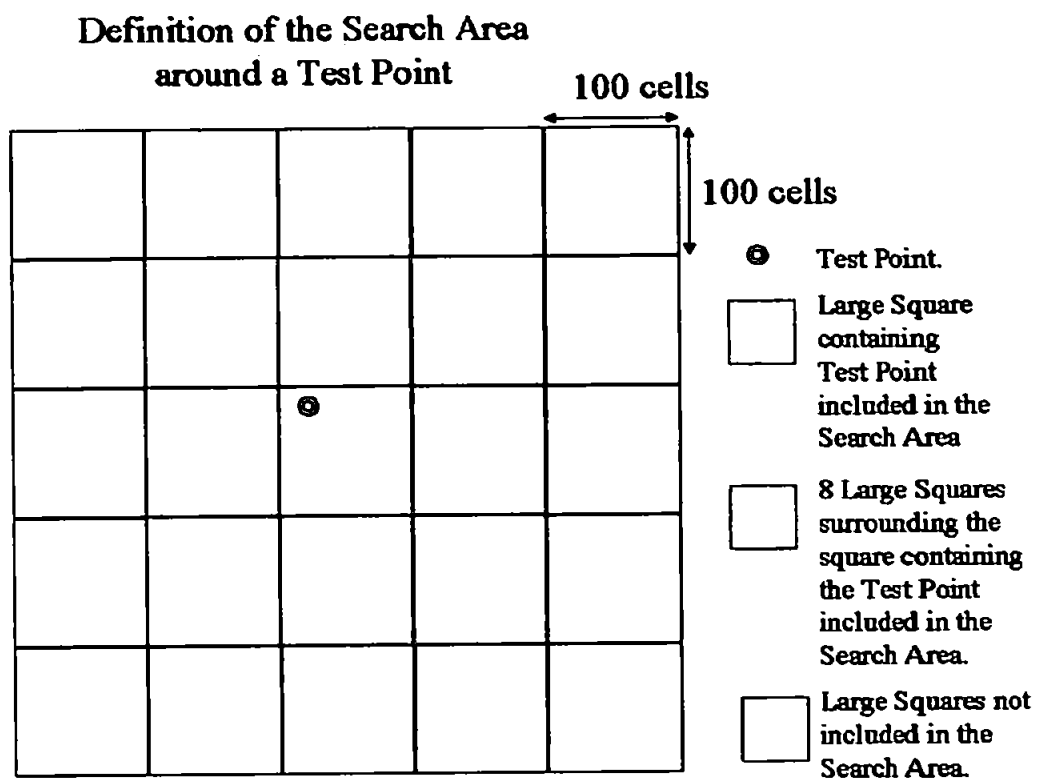 Definition of the Search Area
around a Test Point
100 cells
100 cells
Test Point.
Large Square
containing
Test Point
included in the
Search Area
8 Large Squares
surrounding the
square containing
the Test Point
included in the
Search Area.
Large Squares not
included in the
Search Area.